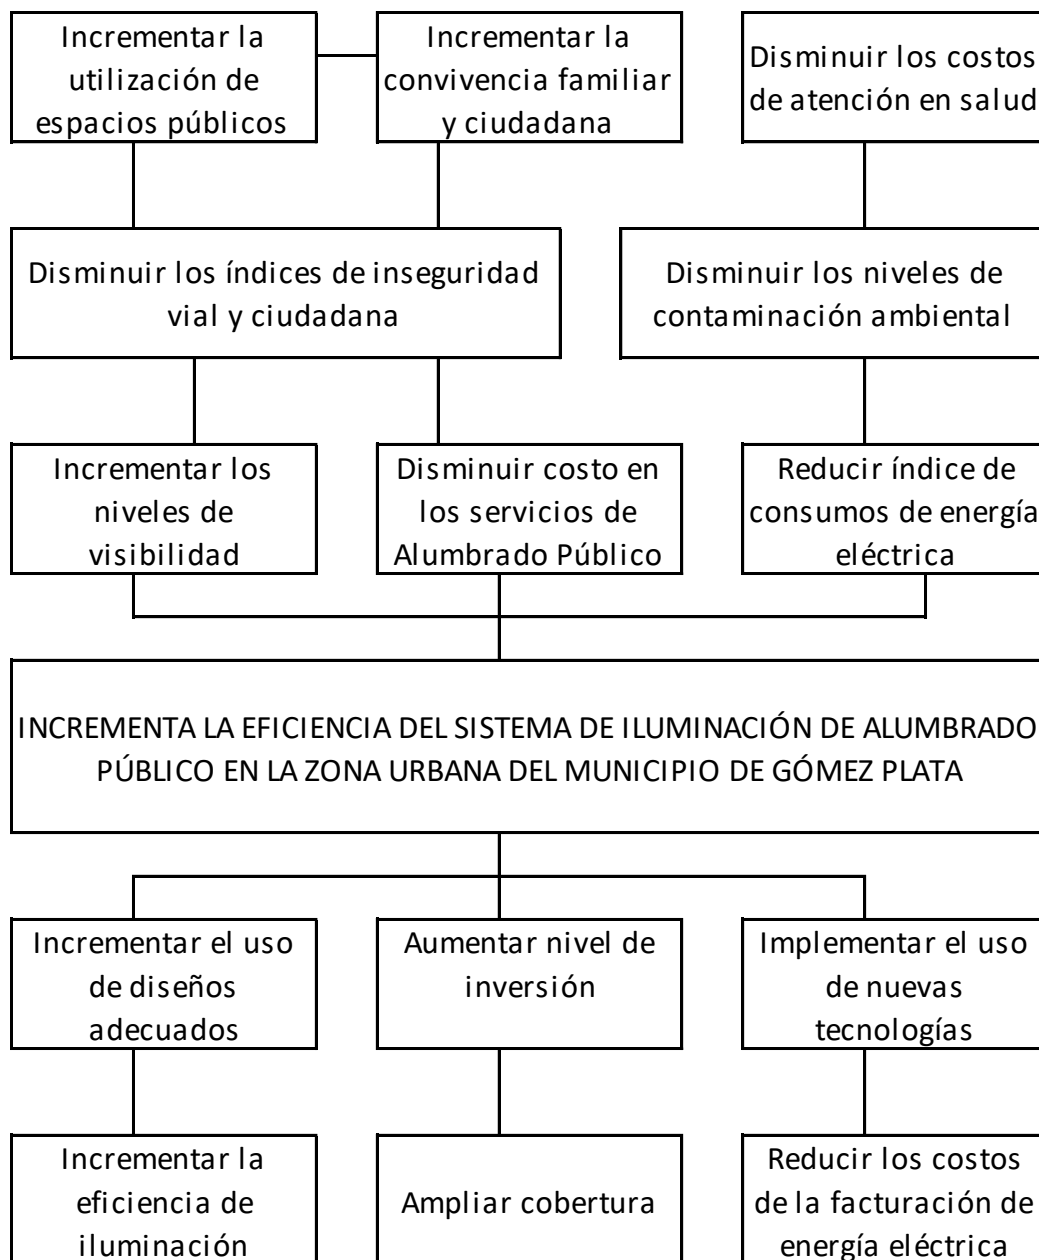 Incrementar la
utilización de
espacios públicos
Incrementar la
convivencia familiar
y ciudadana
Disminuir los costos
de atención en salud
Disminuir los índices de inseguridad
vial y ciudadana
Disminuir los niveles de
contaminación ambiental
Incrementar los
niveles de
visibilidad
Disminuir costo en
los servicios de
Alumbrado Público
Reducir índice de
consumos de energía
eléctrica
INCREMENTA LA EFICIENCIA DEL SISTEMA DE ILUMINACIÓN DE ALUMBRADO
PÚBLICO EN LA ZONA URBANA DEL MUNICIPIO DE GÓMEZ PLATA
Incrementar el uso
de diseños
adecuados
Aumentar nivel de
inversión
Implementar el uso
de nuevas
tecnologías
Incrementar la
eficiencia de
iluminación
Ampliar cobertura
Reducir los costos
de la facturación de
energía eléctrica